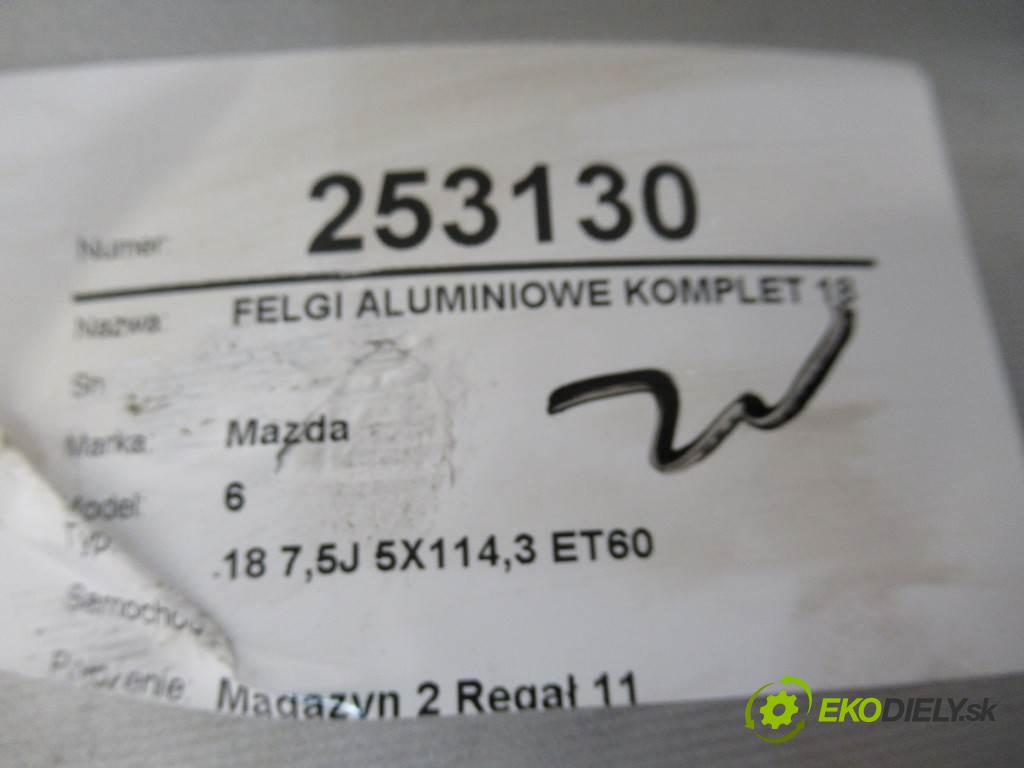 Numer: 253130
Nazwa: FELGI ALUMINIOWE KOMPLET 18
Sn
Marka: Mazda
Model: 6
Typ 18 7,5J 5X114,3 ET60
Magazyn 2 Regał 11
EKODIELY.sk